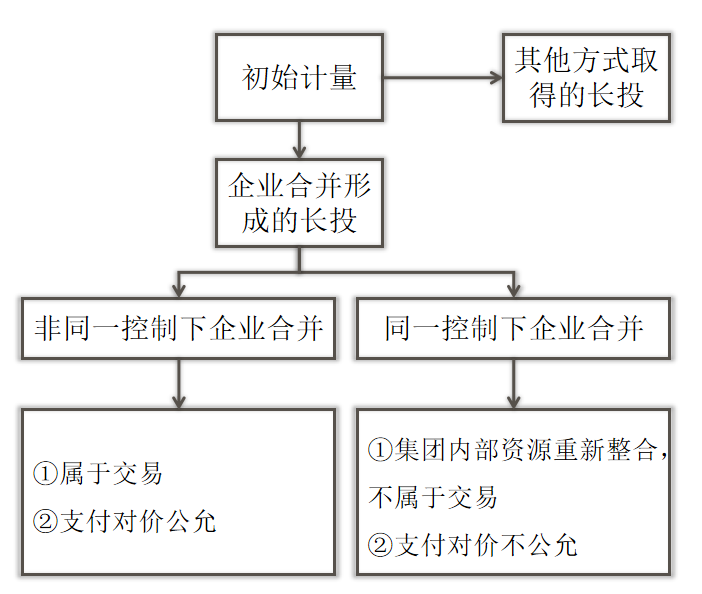 初始计量
其他方式取
得的长投
企业合并形
成的长投
非同一控制下企业合并
同一控制下企业合并
①属于交易
②支付对价公允
①集团内部资源重新整合，
不属于交易
②支付对价不公允